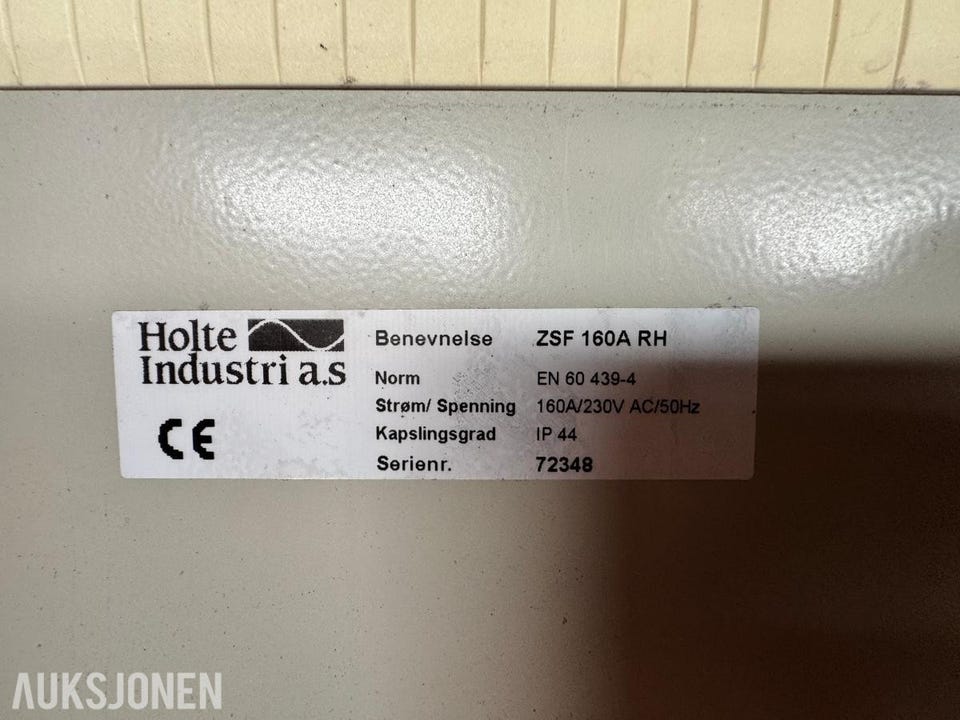 Holte
Industri a.s
CE
Benevnelse ZSF 160A RH
Norm EN 60 439-4
Strøm/ Spenning 160A/230V AC/50Hz
Kapslingsgrad IP 44
Serienr. 72348
AUKSJONEN